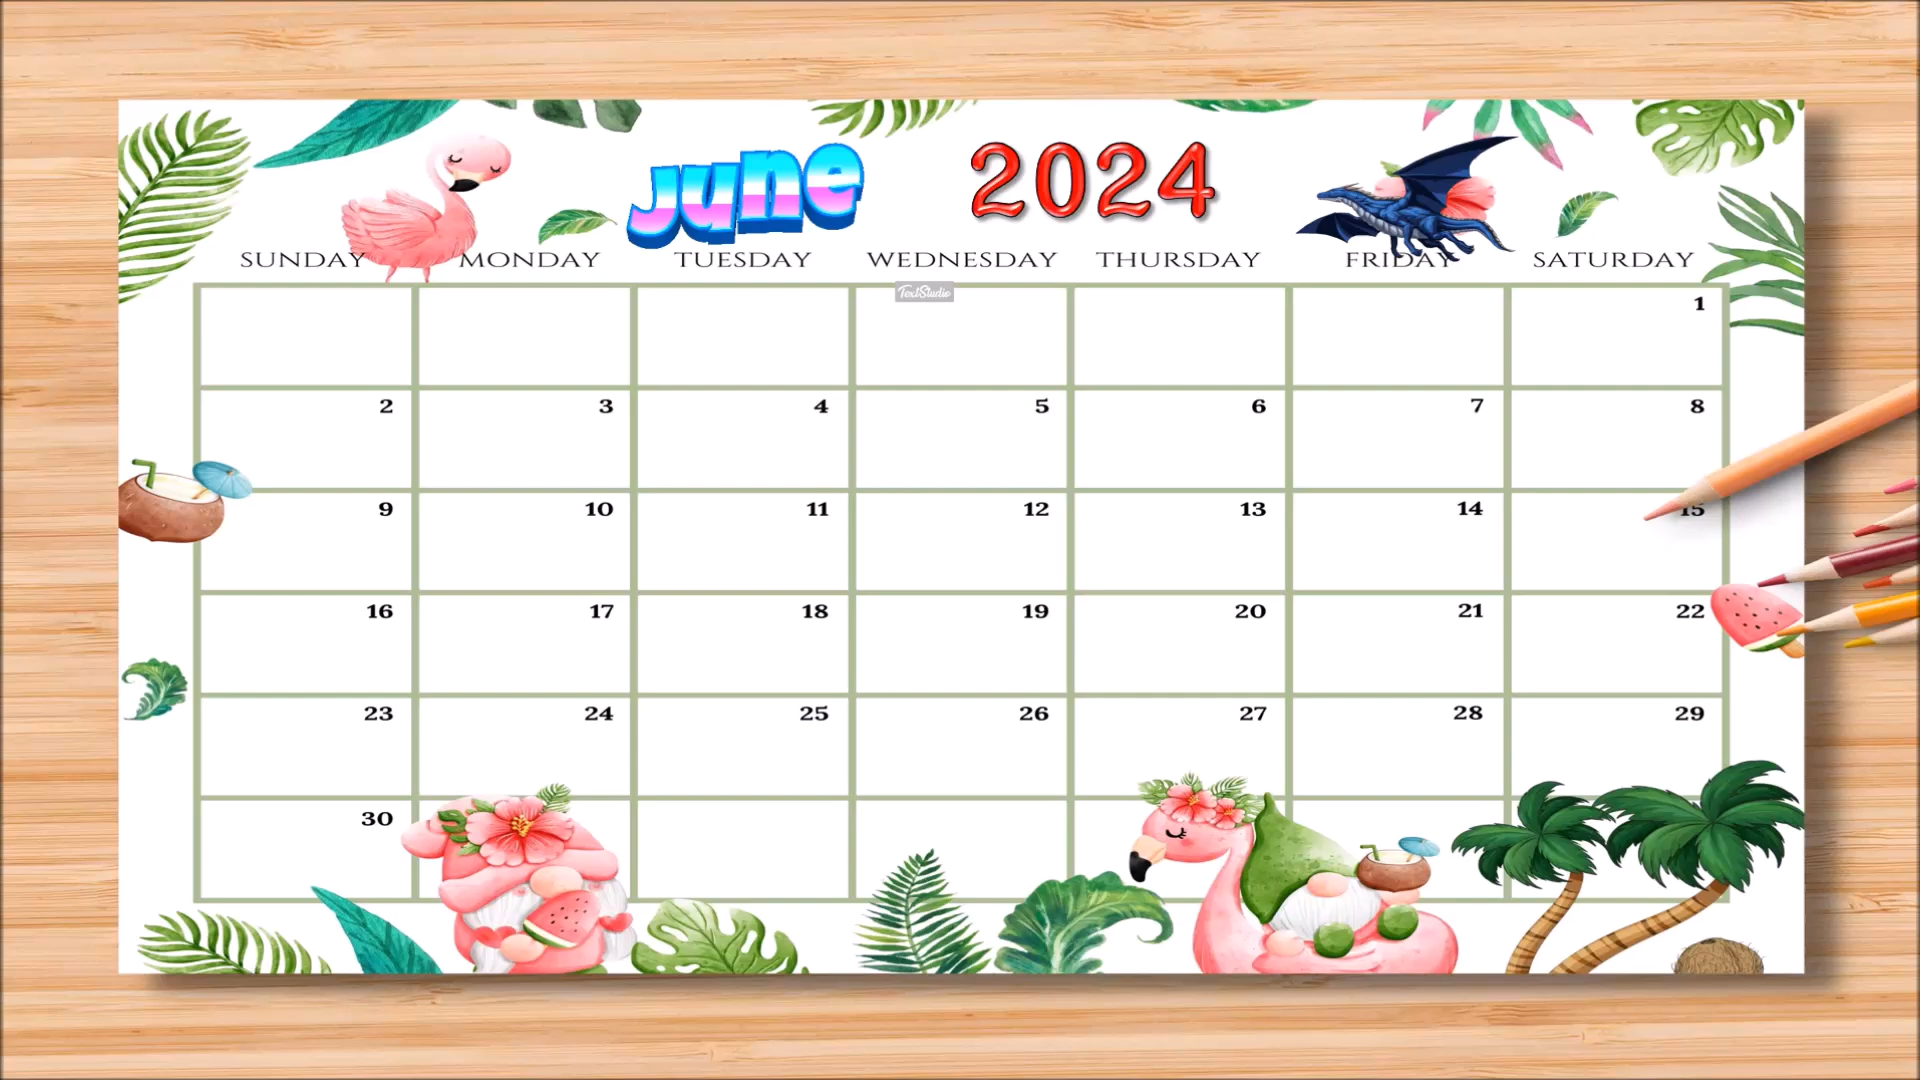 June 2024
SUNDAY MONDAY TUESDAY WEDNESDAY THURSDAY FRIDAY SATURDAY
TextStudio
1
2 3 4 5 6 7 8
9 10 11 12 13 14 15
16 17 18 19 20 21 22
23 24 25 26 27 28 29
30